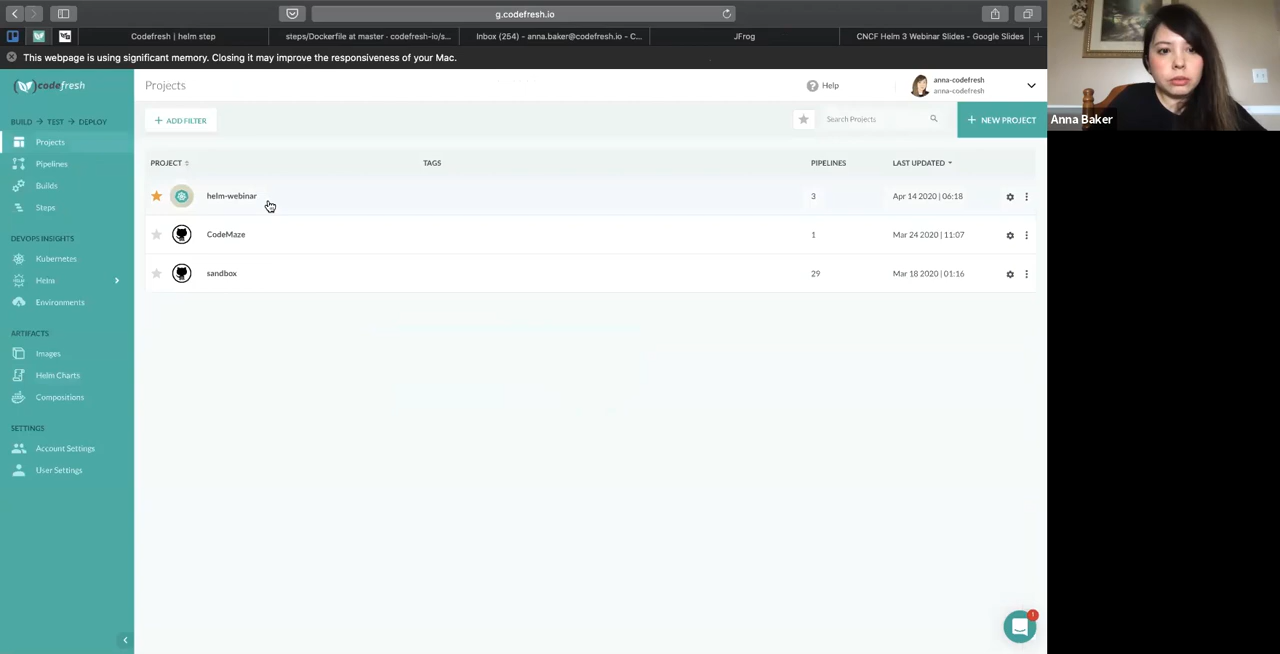 g.codefresh.io
Codefresh | helm step
steps/Dockerfile at master · codefresh-io/s...
Inbox (254) - anna.baker@codefresh.io - C...
JFrog
CNCF Helm 3 Webinar Slides - Google Slides
This webpage is using significant memory. Closing it may improve the responsiveness of your Mac.
codefresh
Projects
Help
anna-codefresh
anna-codefresh
Anna Baker
BUILD → TEST → DEPLOY
Projects
Pipelines
Builds
Steps
DEVOPS INSIGHTS
Kubernetes
Helm
Environments
ARTIFACTS
Images
Helm Charts
Compositions
SETTINGS
Account Settings
User Settings
+ ADD FILTER
Search Projects
+ NEW PROJECT
PROJECT TAGS PIPELINES LAST UPDATED
helm-webinar 3 Apr 14 2020 | 06:18
CodeMaze 1 Mar 24 2020 | 11:07
sandbox 29 Mar 18 2020 | 01:16
1